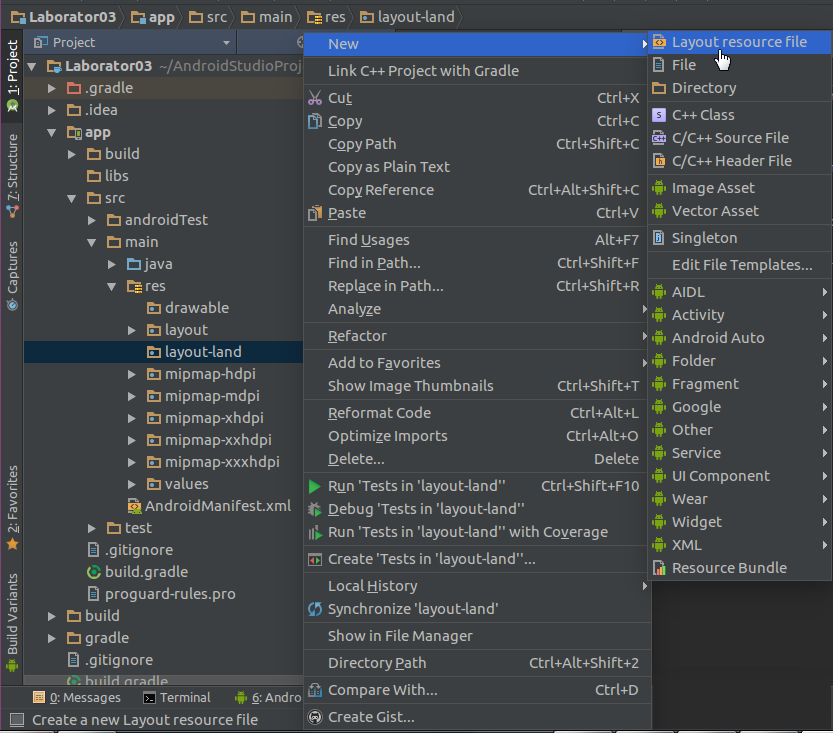 Laborator03 app src main res layout-land
Project
1: Project
7: Structure
Captures
2: Favorites
Build Variants
Laborator03 ~/AndroidStudioProj
.gradle
.idea
app
build
libs
src
androidTest
main
java
res
drawable
layout
layout-land
mipmap-hdpi
mipmap-mdpi
mipmap-xhdpi
mipmap-xxhdpi
mipmap-xxxhdpi
values
AndroidManifest.xml
test
.gitignore
build.gradle
proguard-rules.pro
build
gradle
.gitignore
build.gradle
New
Link C++ Project with Gradle
Cut Ctrl+X
Copy Ctrl+C
Copy Path Ctrl+Shift+C
Copy as Plain Text
Copy Reference Ctrl+Alt+Shift+C
Paste Ctrl+V
Find Usages Alt+F7
Find in Path... Ctrl+Shift+F
Replace in Path... Ctrl+Shift+R
Analyze
Refactor
Add to Favorites
Show Image Thumbnails Ctrl+Shift+T
Reformat Code Ctrl+Alt+L
Optimize Imports Ctrl+Alt+O
Delete... Delete
Run 'Tests in 'layout-land'' Ctrl+Shift+F10
Debug 'Tests in 'layout-land''
Run 'Tests in 'layout-land'' with Coverage
Create 'Tests in 'layout-land''...
Local History
Synchronize 'layout-land'
Show in File Manager
Directory Path Ctrl+Alt+Shift+2
Compare With... Ctrl+D
Create Gist...
Layout resource file
File
Directory
C++ Class
C/C++ Source File
C/C++ Header File
Image Asset
Vector Asset
Singleton
Edit File Templates...
AIDL
Activity
Android Auto
Folder
Fragment
Google
Other
Service
UI Component
Wear
Widget
XML
Resource Bundle
0: Messages Terminal 6: Andro
Create a new Layout resource file